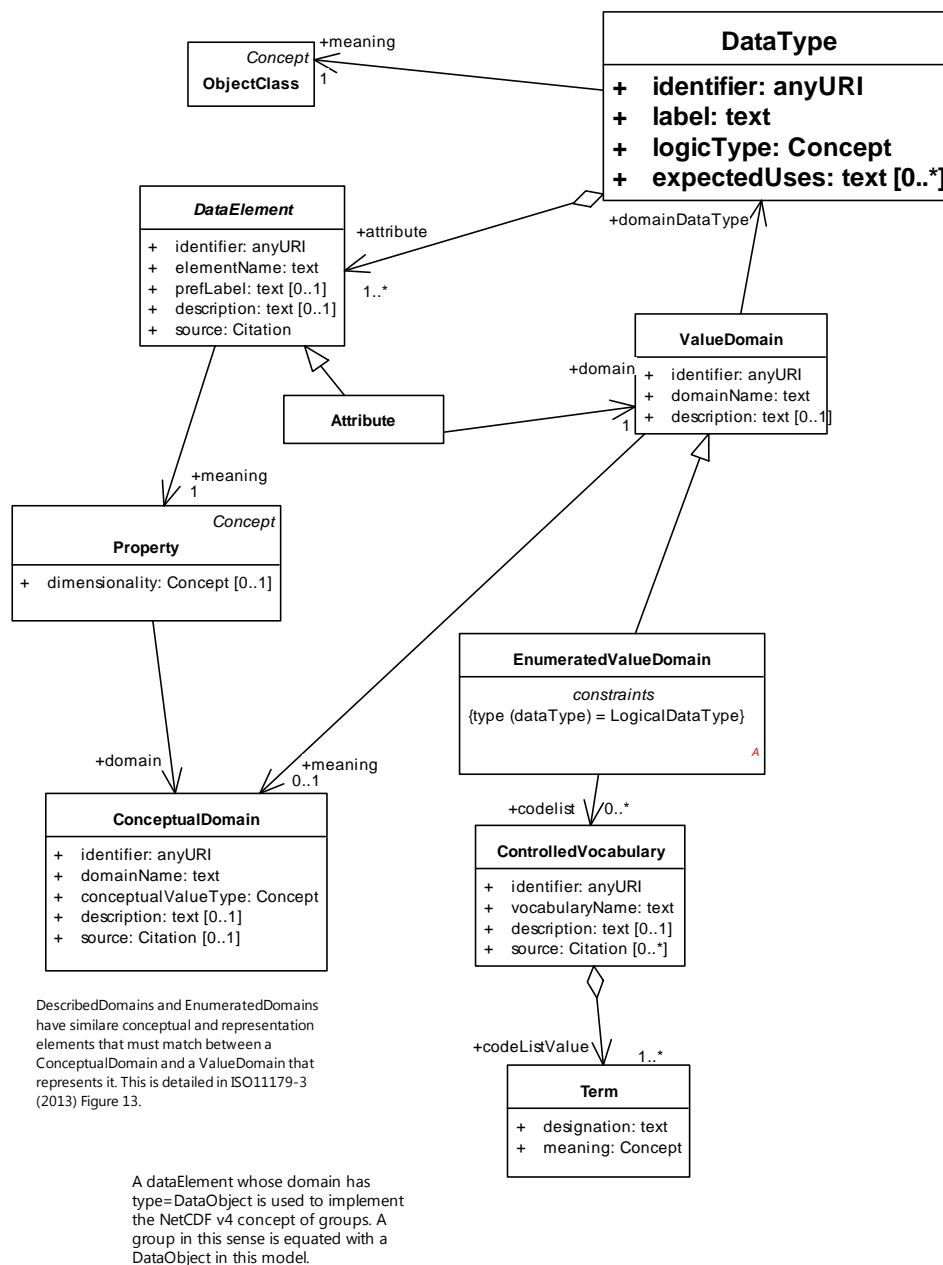 +meaning
1
Concept
ObjectClass
DataType
+ identifier: anyURI
+ label: text
+ logicType: Concept
+ expectedUses: text [0..*]
DataElement
+ identifier: anyURI
+ elementName: text
+ prefLabel: text [0..1]
+ description: text [0..1]
+ source: Citation
+attribute
1..*
+domainDataType
ValueDomain
+ identifier: anyURI
+ domainName: text
+ description: text [0..1]
+domain
1
Attribute
+meaning
1
Concept
Property
+ dimensionality: Concept [0..1]
EnumeratedValueDomain
constraints
{type (dataType) = LogicalDataType}
A
+domain
+meaning
0..1
ConceptualDomain
+ identifier: anyURI
+ domainName: text
+ conceptualValueType: Concept
+ description: text [0..1]
+ source: Citation [0..1]
+codelist
0..*
ControlledVocabulary
+ identifier: anyURI
+ vocabularyName: text
+ description: text [0..1]
+ source: Citation [0..*]
DescribedDomains and EnumeratedDomains
have similare conceptual and representation
elements that must match between a
ConceptualDomain and a ValueDomain that
represents it. This is detailed in ISO11179-3
(2013) Figure 13.
+codeListValue
1..*
Term
+ designation: text
+ meaning: Concept
A dataElement whose domain has
type=DataObject is used to implement
the NetCDF v4 concept of groups. A
group in this sense is equated with a
DataObject in this model.